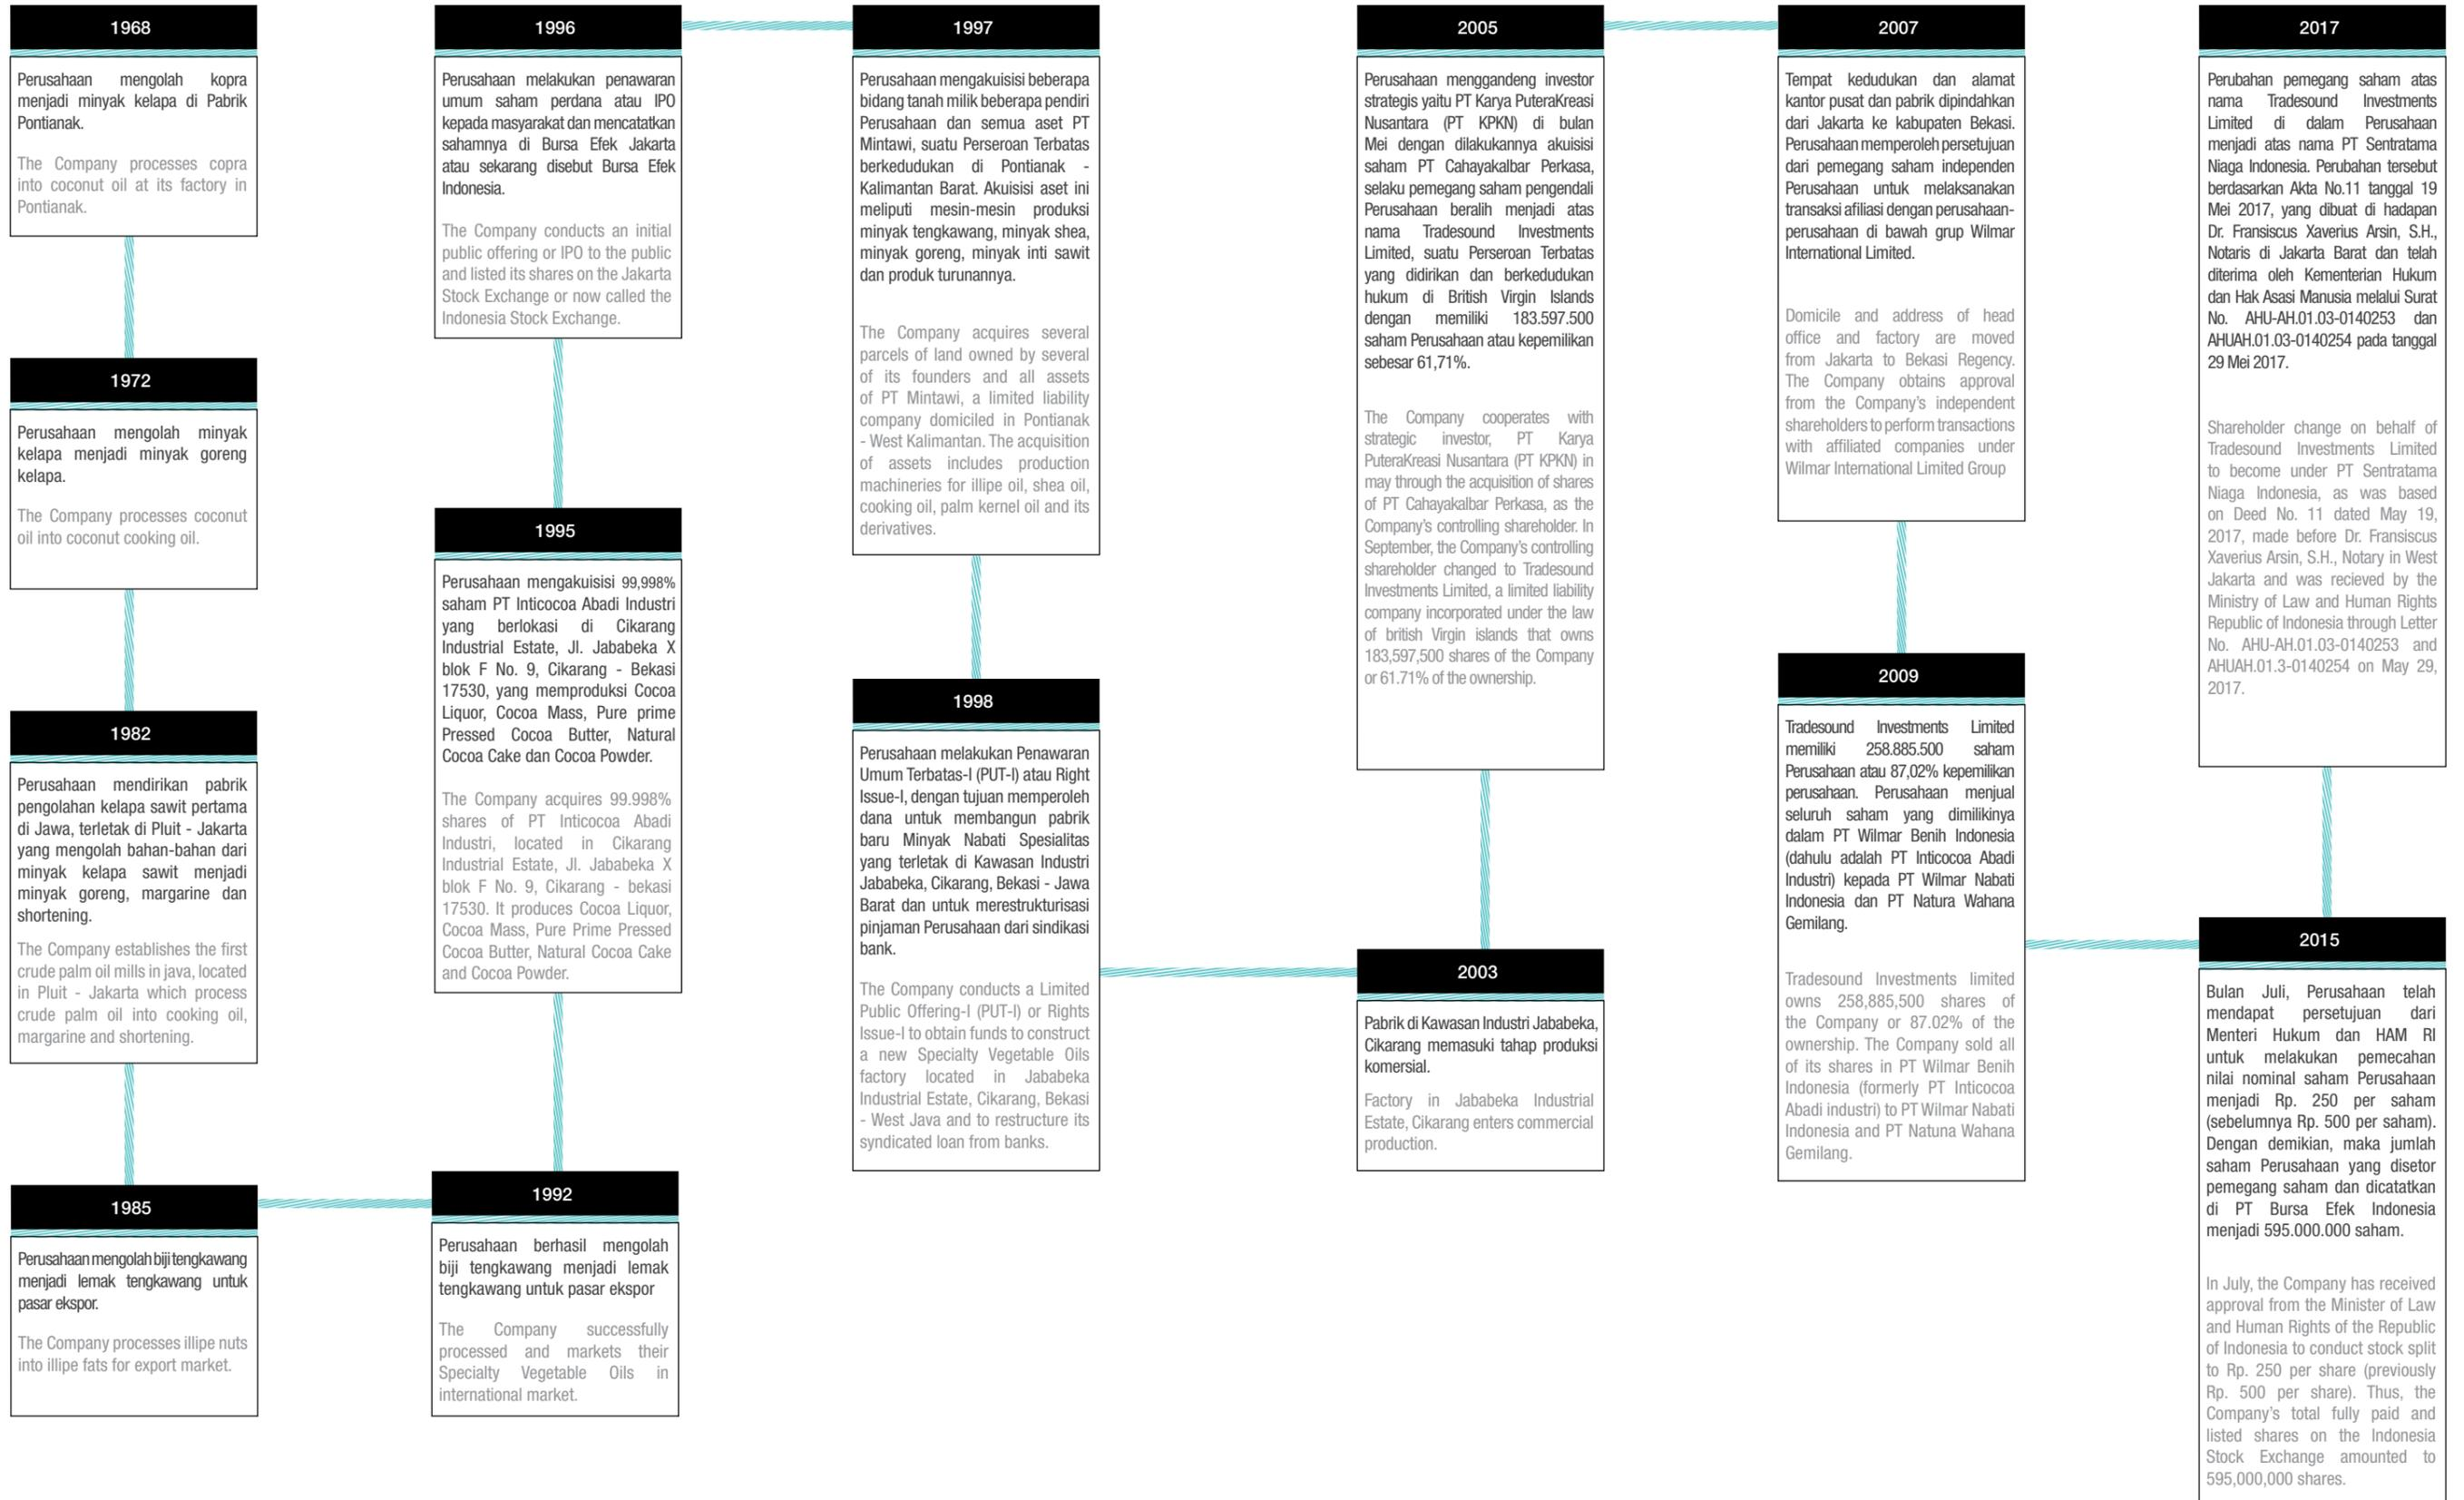 1968
Perusahaan mengolah kopra
menjadi minyak kelapa di Pabrik
Pontianak.
The Company processes copra
into coconut oil at its factory in
Pontianak.
1972
Perusahaan mengolah minyak
kelapa menjadi minyak goreng
kelapa.
The Company processes coconut
oil into coconut cooking oil.
1982
Perusahaan mendirikan pabrik
pengolahan kelapa sawit pertama
di Jawa, terletak di Pluit - Jakarta
yang mengolah bahan-bahan dari
minyak kelapa sawit menjadi
minyak goreng, margarine dan
shortening.
The Company establishes the first
crude palm oil mills in java, located
in Pluit - Jakarta which process
crude palm oil into cooking oil,
margarine and shortening.
1985
Perusahaan mengolah biji tengkawang
menjadi lemak tengkawang untuk
pasar ekspor.
The Company processes illipe nuts
into illipe fats for export market.
1992
Perusahaan berhasil mengolah
biji tengkawang menjadi lemak
tengkawang untuk pasar ekspor
The Company successfully
processed and markets their
Specialty Vegetable Oils in
international market.
1995
Perusahaan mengakuisisi 99,998%
saham PT Inticocoa Abadi Industri
yang berlokasi di Cikarang
Industrial Estate, Jl. Jababeka X
blok F No. 9, Cikarang - Bekasi
17530, yang memproduksi Cocoa
Liquor, Cocoa Mass, Pure prime
Pressed Cocoa Butter, Natural
Cocoa Cake dan Cocoa Powder.
The Company acquires 99.998%
shares of PT Inticocoa Abadi
Industri, located in Cikarang
Industrial Estate, Jl. Jababeka X
blok F No. 9, Cikarang - bekasi
17530. It produces Cocoa Liquor,
Cocoa Mass, Pure Prime Pressed
Cocoa Butter, Natural Cocoa Cake
and Cocoa Powder.
1996
Perusahaan melakukan penawaran
umum saham perdana atau IPO
kepada masyarakat dan mencatatkan
sahamnya di Bursa Efek Jakarta
atau sekarang disebut Bursa Efek
Indonesia.
The Company conducts an initial
public offering or IPO to the public
and listed its shares on the Jakarta
Stock Exchange or now called the
Indonesia Stock Exchange.
1997
Perusahaan mengakuisisi beberapa
bidang tanah milik beberapa pendiri
Perusahaan dan semua aset PT
Mintawi, suatu Perseroan Terbatas
berkedudukan di Pontianak -
Kalimantan Barat. Akuisisi aset ini
meliputi mesin-mesin produksi
minyak tengkawang, minyak shea,
minyak goreng, minyak inti sawit
dan produk turunannya.
The Company acquires several
parcels of land owned by several
of its founders and all assets
of PT Mintawi, a limited liability
company domiciled in Pontianak
- West Kalimantan. The acquisition
of assets includes production
machineries for illipe oil, shea oil,
cooking oil, palm kernel oil and its
derivatives.
1998
Perusahaan melakukan Penawaran
Umum Terbatas-I (PUT-I) atau Right
Issue-I, dengan tujuan memperoleh
dana untuk membangun pabrik
baru Minyak Nabati Spesialitas
yang terletak di Kawasan Industri
Jababeka, Cikarang, Bekasi - Jawa
Barat dan untuk merestrukturisasi
pinjaman Perusahaan dari sindikasi
bank.
The Company conducts a Limited
Public Offering-I (PUT-I) or Rights
Issue-I to obtain funds to construct
a new Specialty Vegetable Oils
factory located in Jababeka
Industrial Estate, Cikarang, Bekasi
- West Java and to restructure its
syndicated loan from banks.
2003
Pabrik di Kawasan Industri Jababeka,
Cikarang memasuki tahap produksi
komersial.
Factory in Jababeka Industrial
Estate, Cikarang enters commercial
production.
2005
Perusahaan menggandeng investor
strategis yaitu PT Karya PuteraKreasi
Nusantara (PT KPKN) di bulan
Mei dengan dilakukannya akuisisi
saham PT Cahayakalbar Perkasa,
selaku pemegang saham pengendali
Perusahaan beralih menjadi atas
nama Tradesound Investments
Limited, suatu Perseroan Terbatas
yang didirikan dan berkedudukan
hukum di British Virgin Islands
dengan memiliki 183.597.500
saham Perusahaan atau kepemilikan
sebesar 61,71%.
The Company cooperates with
strategic investor, PT Karya
PuteraKreasi Nusantara (PT KPKN) in
may through the acquisition of shares
of PT Cahayakalbar Perkasa, as the
Company's controlling shareholder. In
September, the Company's controlling
shareholder changed to Tradesound
Investments Limited, a limited liability
company incorporated under the law
of british Virgin islands that owns
183,597,500 shares of the Company
or 61.71% of the ownership.
2007
Tempat kedudukan dan alamat
kantor pusat dan pabrik dipindahkan
dari Jakarta ke kabupaten Bekasi.
Perusahaan memperoleh persetujuan
dari pemegang saham independen
Perusahaan untuk melaksanakan
transaksi afiliasi dengan perusahaan-
perusahaan di bawah grup Wilmar
International Limited.
Domicile and address of head
office and factory are moved
from Jakarta to Bekasi Regency.
The Company obtains approval
from the Company's independent
shareholders to perform transactions
with affiliated companies under
Wilmar International Limited Group
2009
Tradesound Investments Limited
memiliki 258.885.500 saham
Perusahaan atau 87,02% kepemilikan
perusahaan. Perusahaan menjual
seluruh saham yang dimilikinya
dalam PT Wilmar Benih Indonesia
(dahulu adalah PT Inticocoa Abadi
Industri) kepada PT Wilmar Nabati
Indonesia dan PT Natura Wahana
Gemilang.
Tradesound Investments limited
owns 258,885,500 shares of
the Company or 87.02% of the
ownership. The Company sold all
of its shares in PT Wilmar Benih
Indonesia (formerly PT Inticocoa
Abadi industri) to PT Wilmar Nabati
Indonesia and PT Natuna Wahana
Gemilang.
2015
Bulan Juli, Perusahaan telah
mendapat persetujuan dari
Menteri Hukum dan HAM RI
untuk melakukan pemecahan
nilai nominal saham Perusahaan
menjadi Rp. 250 per saham
(sebelumnya Rp. 500 per saham).
Dengan demikian, maka jumlah
saham Perusahaan yang disetor
pemegang saham dan dicatatkan
di PT Bursa Efek Indonesia
menjadi 595.000.000 saham.
In July, the Company has received
approval from the Minister of Law
and Human Rights of the Republic
of Indonesia to conduct stock split
to Rp. 250 per share (previously
Rp. 500 per share). Thus, the
Company's total fully paid and
listed shares on the Indonesia
Stock Exchange amounted to
595,000,000 shares.
2017
Perubahan pemegang saham atas
nama Tradesound Investments
Limited di dalam Perusahaan
menjadi atas nama PT Sentratama
Niaga Indonesia. Perubahan tersebut
berdasarkan Akta No.11 tanggal 19
Mei 2017, yang dibuat di hadapan
Dr. Fransiscus Xaverius Arsin, S.H.,
Notaris di Jakarta Barat dan telah
diterima oleh Kementerian Hukum
dan Hak Asasi Manusia melalui Surat
No. AHU-AH.01.03-0140253 dan
AHUAH.01.03-0140254 pada tanggal
29 Mei 2017.
Shareholder change on behalf of
Tradesound Investments Limited
to become under PT Sentratama
Niaga Indonesia, as was based
on Deed No. 11 dated May 19,
2017, made before Dr. Fransiscus
Xaverius Arsin, S.H., Notary in West
Jakarta and was recieved by the
Ministry of Law and Human Rights
Republic of Indonesia through Letter
No. AHU-AH.01.03-0140253 and
AHUAH.01.3-0140254 on May 29,
2017.